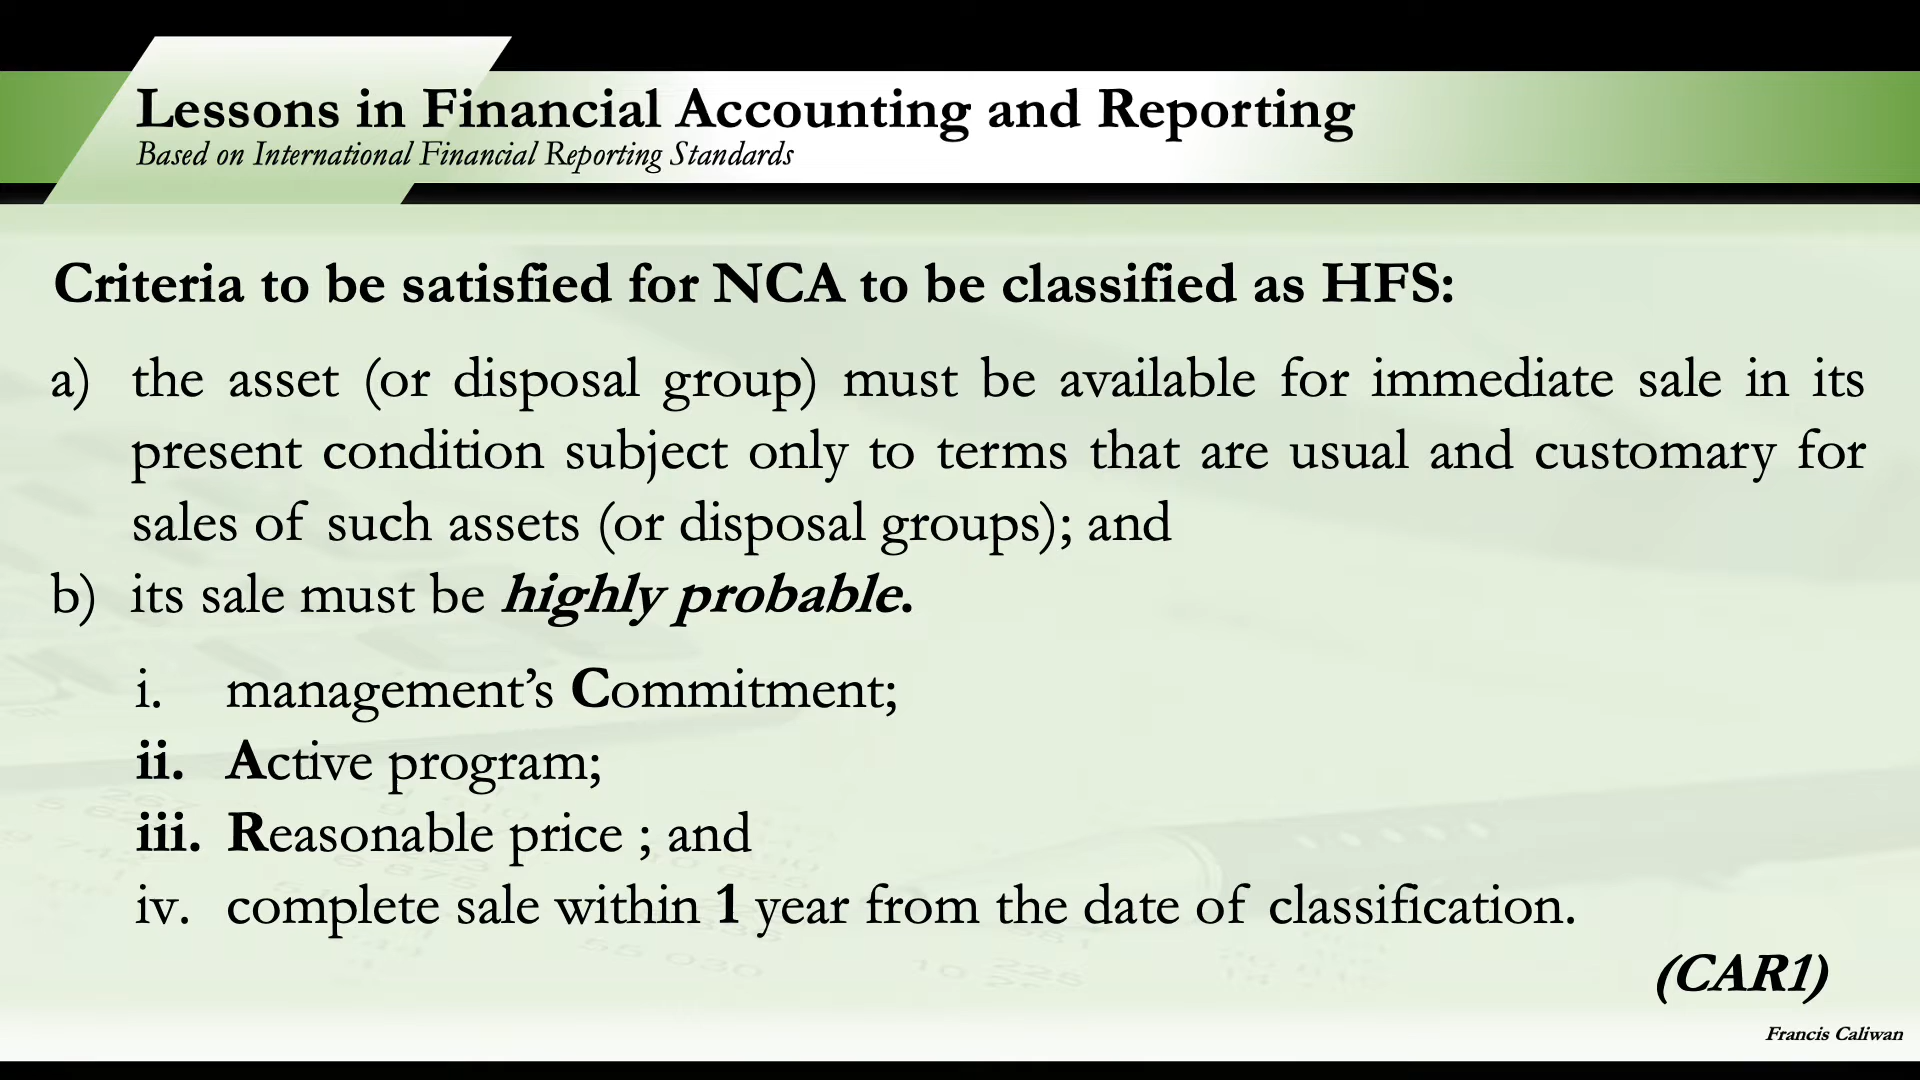 Lessons in Financial Accounting and Reporting
Based on International Financial Reporting Standards
Criteria to be satisfied for NCA to be classified as HFS:
a) the asset (or disposal group) must be available for immediate sale in its
present condition subject only to terms that are usual and customary for
sales of such assets (or disposal groups); and
b) its sale must be highly probable.
i. management’s Commitment;
ii. Active program;
iii. Reasonable price ; and
iv. complete sale within 1 year from the date of classification.
(CAR1)
Francis Caliwan